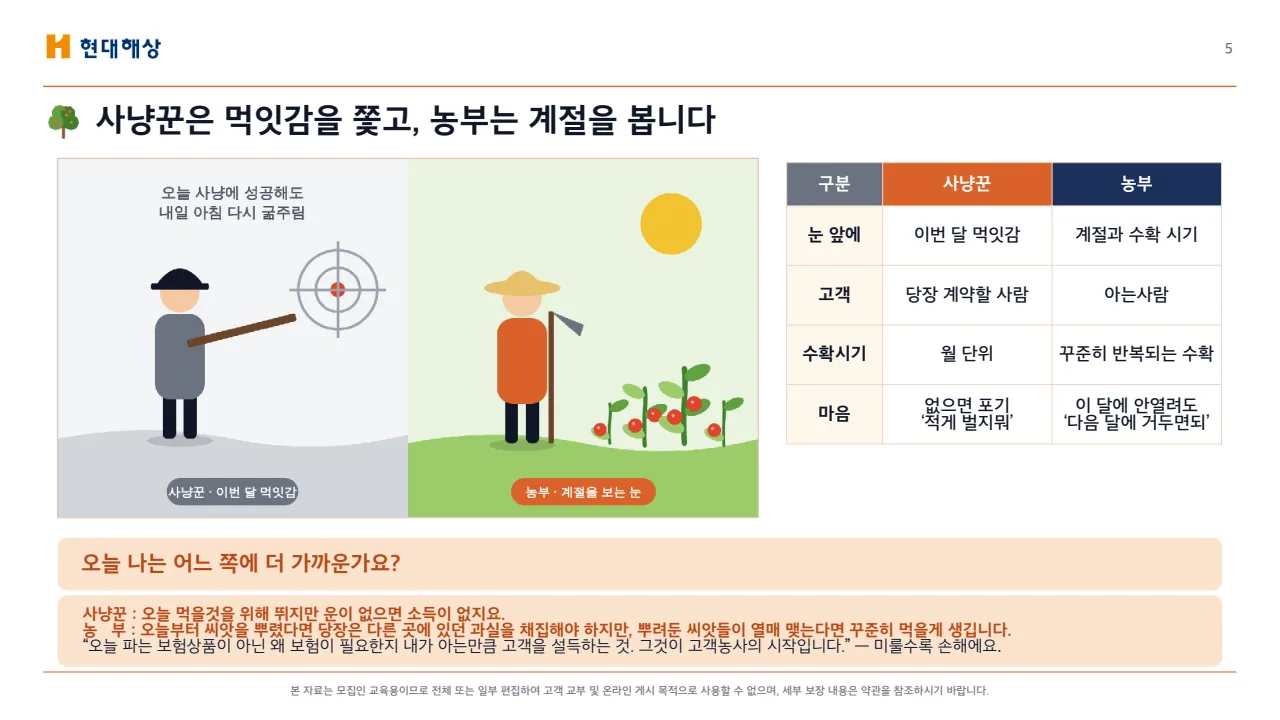 현대해상
5
사냥꾼은 먹잇감을 쫓고, 농부는 계절을 봅니다
오늘 사냥에 성공해도
내일 아침 다시 굶주림
사냥꾼 · 이번 달 먹잇감
농부 · 계절을 보는 눈
구분 사냥꾼 농부
눈 앞에 이번 달 먹잇감 계절과 수확 시기
고객 당장 계약할 사람 아는사람
수확시기 월 단위 꾸준히 반복되는 수확
마음 없으면 포기 이 달에 안열려도
‘적게 벌지뭐’ ‘다음 달에 거두면되’
오늘 나는 어느 쪽에 더 가까운가요?
사냥꾼 : 오늘 먹을것을 위해 뛰지만 운이 없으면 소득이 없지요.
농 부 : 오늘부터 씨앗을 뿌렸다면 당장은 다른 곳에 있던 과실을 채집해야 하지만, 뿌려둔 씨앗들이 열매 맺는다면 꾸준히 먹을게 생깁니다.
“오늘 파는 보험상품이 아닌 왜 보험이 필요한지 내가 아는만큼 고객을 설득하는 것. 그것이 고객농사의 시작입니다.” — 미룰수록 손해에요.
본 자료는 모집인 교육용이므로 전체 또는 일부 편집하여 고객 교부 및 온라인 게시 목적으로 사용할 수 없으며, 세부 보장 내용은 약관을 참조하시기 바랍니다.